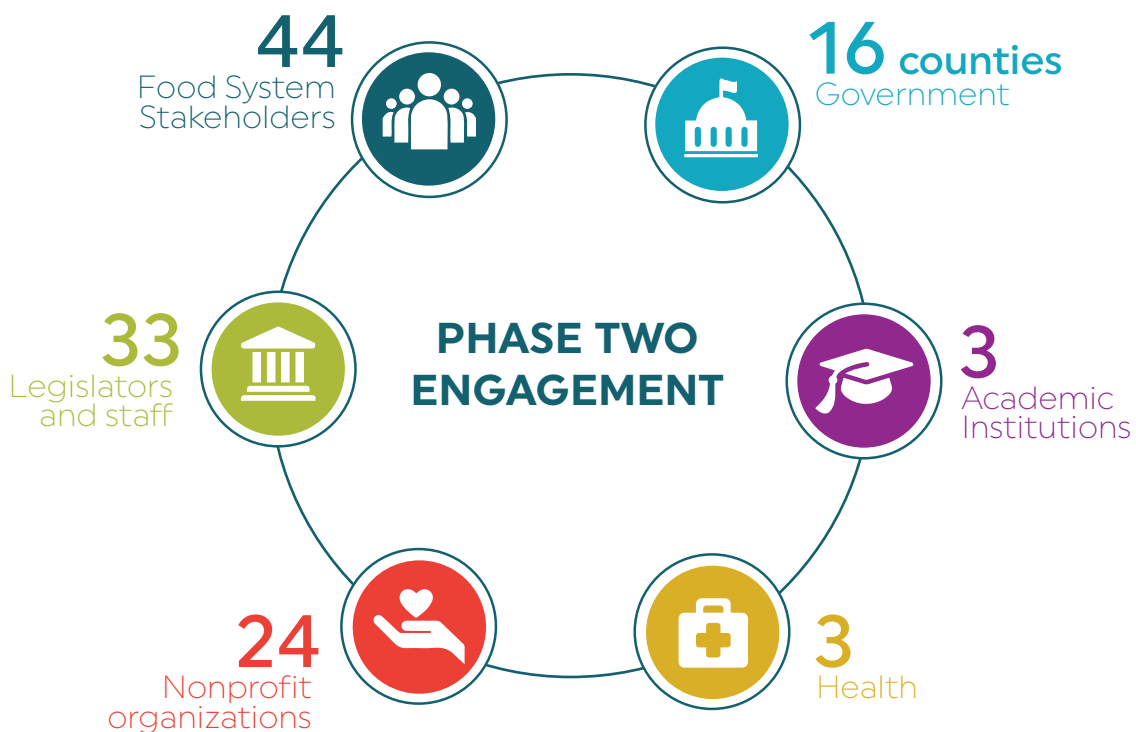 44
Food System
Stakeholders
16 counties
Government
33
Legislators
and staff
PHASE TWO
ENGAGEMENT
3
Academic
Institutions
24
Nonprofit
organizations
3
Health